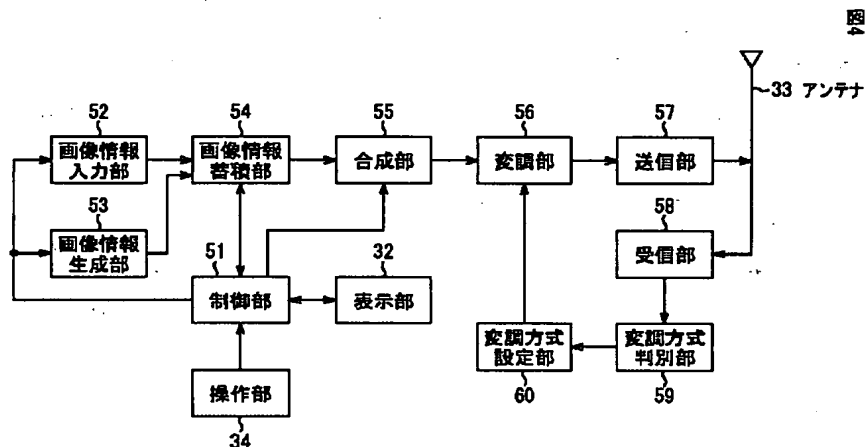 図4
33 アンテナ
52
画像情報
入力部
54
画像情報
蓄積部
55
合成部
56
変調部
57
送信部
53
画像情報
生成部
58
受信部
51
制御部
32
表示部
変調方式
設定部
60
変調方式
判別部
59
操作部
34